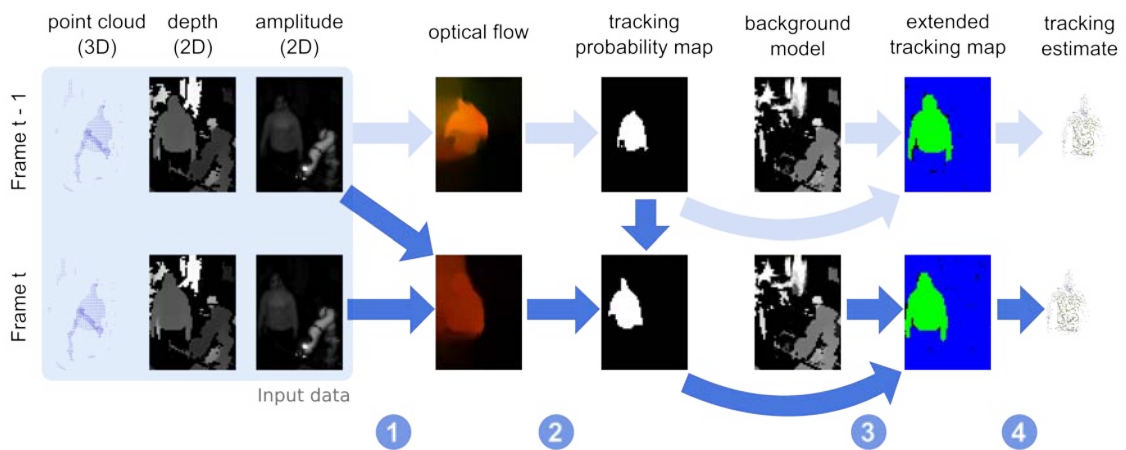 point cloud
(3D)
depth
(2D)
amplitude
(2D)
optical flow
tracking
probability map
background
model
extended
tracking map
tracking
estimate
Frame t - 1
Frame t
Input data
1
2
3
4